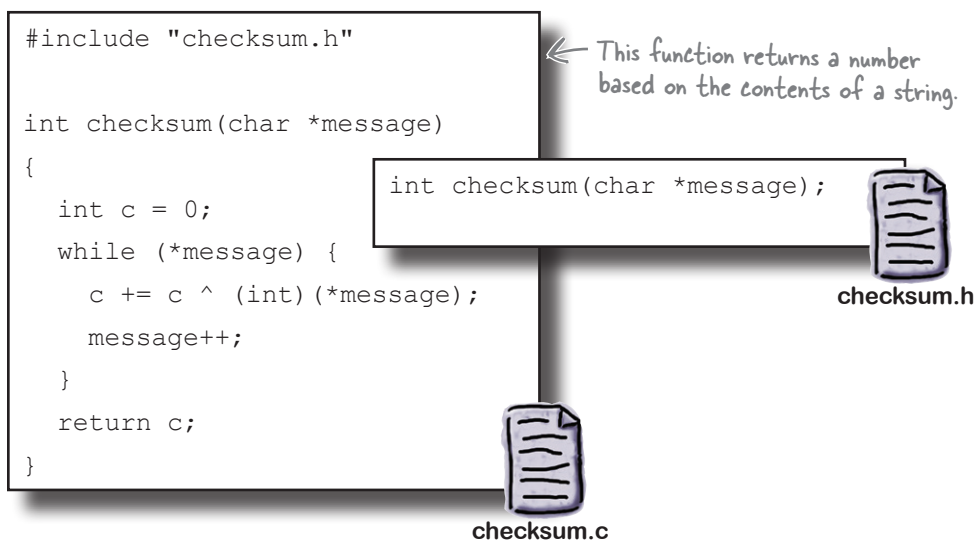 #include "checksum.h"
int checksum(char *message)
{
int c = 0;
while (*message) {
c += c ^ (int)(*message);
message++;
}
return c;
}
checksum.c
This function returns a number
based on the contents of a string.
int checksum(char *message);
checksum.h